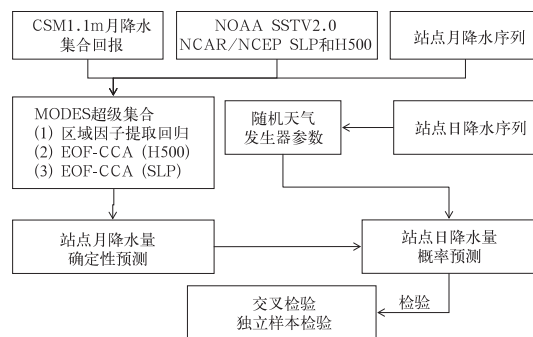 CSM1.1m月降水
集合回报
NOAA SSTV2.0
NCAR/NCEP SLP和H500
站点月降水序列
MODES超级集合
(1) 区域因子提取回归
(2) EOF-CCA (H500)
(3) EOF-CCA (SLP)
随机天气
发生器参数
站点日降水序列
站点月降水量
确定性预测
站点日降水量
概率预测
交叉检验
独立样本检验
检验